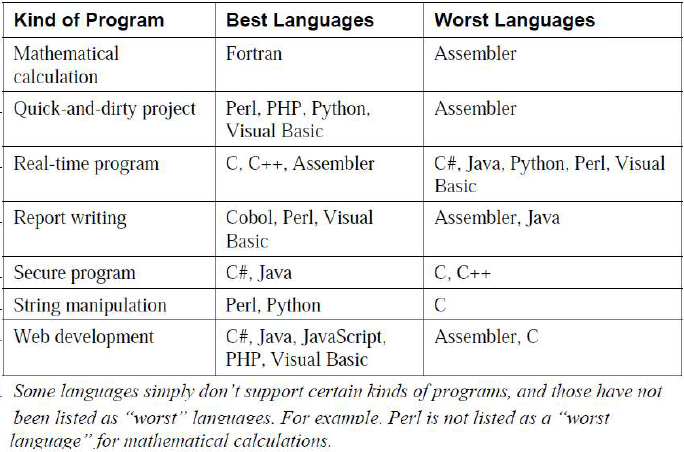 Kind of Program Best Languages Worst Languages
Mathematical Fortran Assembler
calculation
Quick-and-dirty project Perl, PHP, Python, Assembler
Visual Basic
Real-time program C, C++, Assembler C#, Java, Python, Perl, Visual
Basic
Report writing Cobol, Perl, Visual Assembler, Java
Basic
Secure program C#, Java C, C++
String manipulation Perl, Python C
Web development C#, Java, JavaScript, Assembler, C
PHP, Visual Basic
Some languages simply don't support certain kinds of programs, and those have not
been listed as "worst" languages. For example. Perl is not listed as a "worst
language" for mathematical calculations.